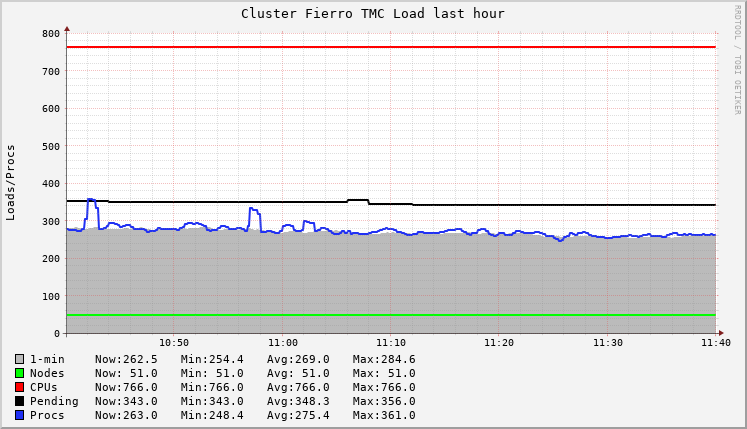 Cluster Fierro TMC Load last hour
RRDTOOL / TOBI OETIKER
Loads/Procs
800
700
600
500
400
300
200
100
0
10:50 11:00 11:10 11:20 11:30 11:40
1-min Now:262.5 Min:254.4 Avg:269.0 Max:284.6
Nodes Now: 51.0 Min: 51.0 Avg: 51.0 Max: 51.0
CPUs Now:766.0 Min:766.0 Avg:766.0 Max:766.0
Pending Now:343.0 Min:343.0 Avg:348.3 Max:356.0
Procs Now:263.0 Min:248.4 Avg:275.4 Max:361.0